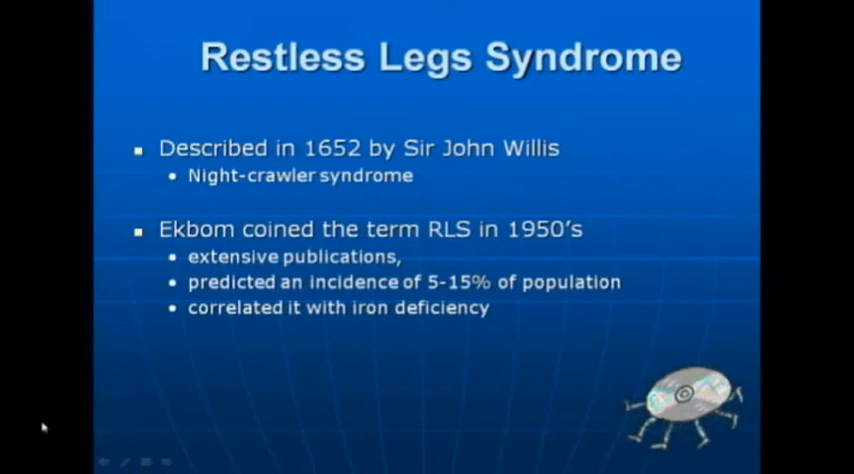 Restless Legs Syndrome
Described in 1652 by Sir John Willis
Night-crawler syndrome
Ekbom coined the term RLS in 1950's
extensive publications,
predicted an incidence of 5-15% of population
correlated it with iron deficiency